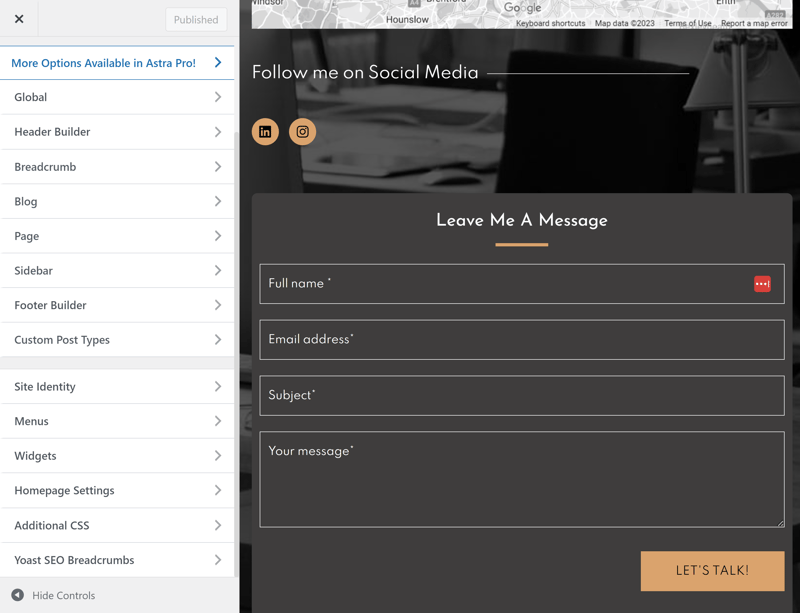 Published
More Options Available in Astra Pro!
Global
Header Builder
Breadcrumb
Blog
Page
Sidebar
Footer Builder
Custom Post Types
Site Identity
Menus
Widgets
Homepage Settings
Additional CSS
Yoast SEO Breadcrumbs
Hide Controls
Hounslow
Google
Keyboard shortcuts Map data ©2023 Terms of Use Report a map error
Follow me on Social Media
in
Leave Me A Message
Full name *
Email address*
Subject*
Your message*
LET'S TALK!